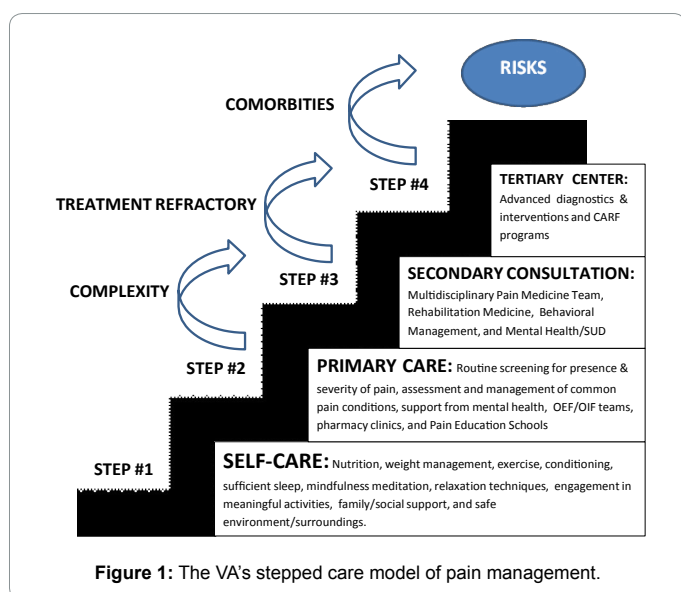 RISKS
COMORBITIES
STEP #4
TERTIARY CENTER:
Advanced diagnostics &
interventions and CARF
programs
TREATMENT REFRACTORY
STEP #3
SECONDARY CONSULTATION:
Multidisciplinary Pain Medicine Team,
Rehabilitation Medicine, Behavioral
Management, and Mental Health/SUD
COMPLEXITY
STEP #2
PRIMARY CARE: Routine screening for presence &
severity of pain, assessment and management of common
pain conditions, support from mental health, OEF/OIF teams,
pharmacy clinics, and Pain Education Schools
STEP #1
SELF-CARE: Nutrition, weight management, exercise, conditioning,
sufficient sleep, mindfulness meditation, relaxation techniques, engagement in
meaningful activities, family/social support, and safe
environment/surroundings.
Figure 1: The VA's stepped care model of pain management.